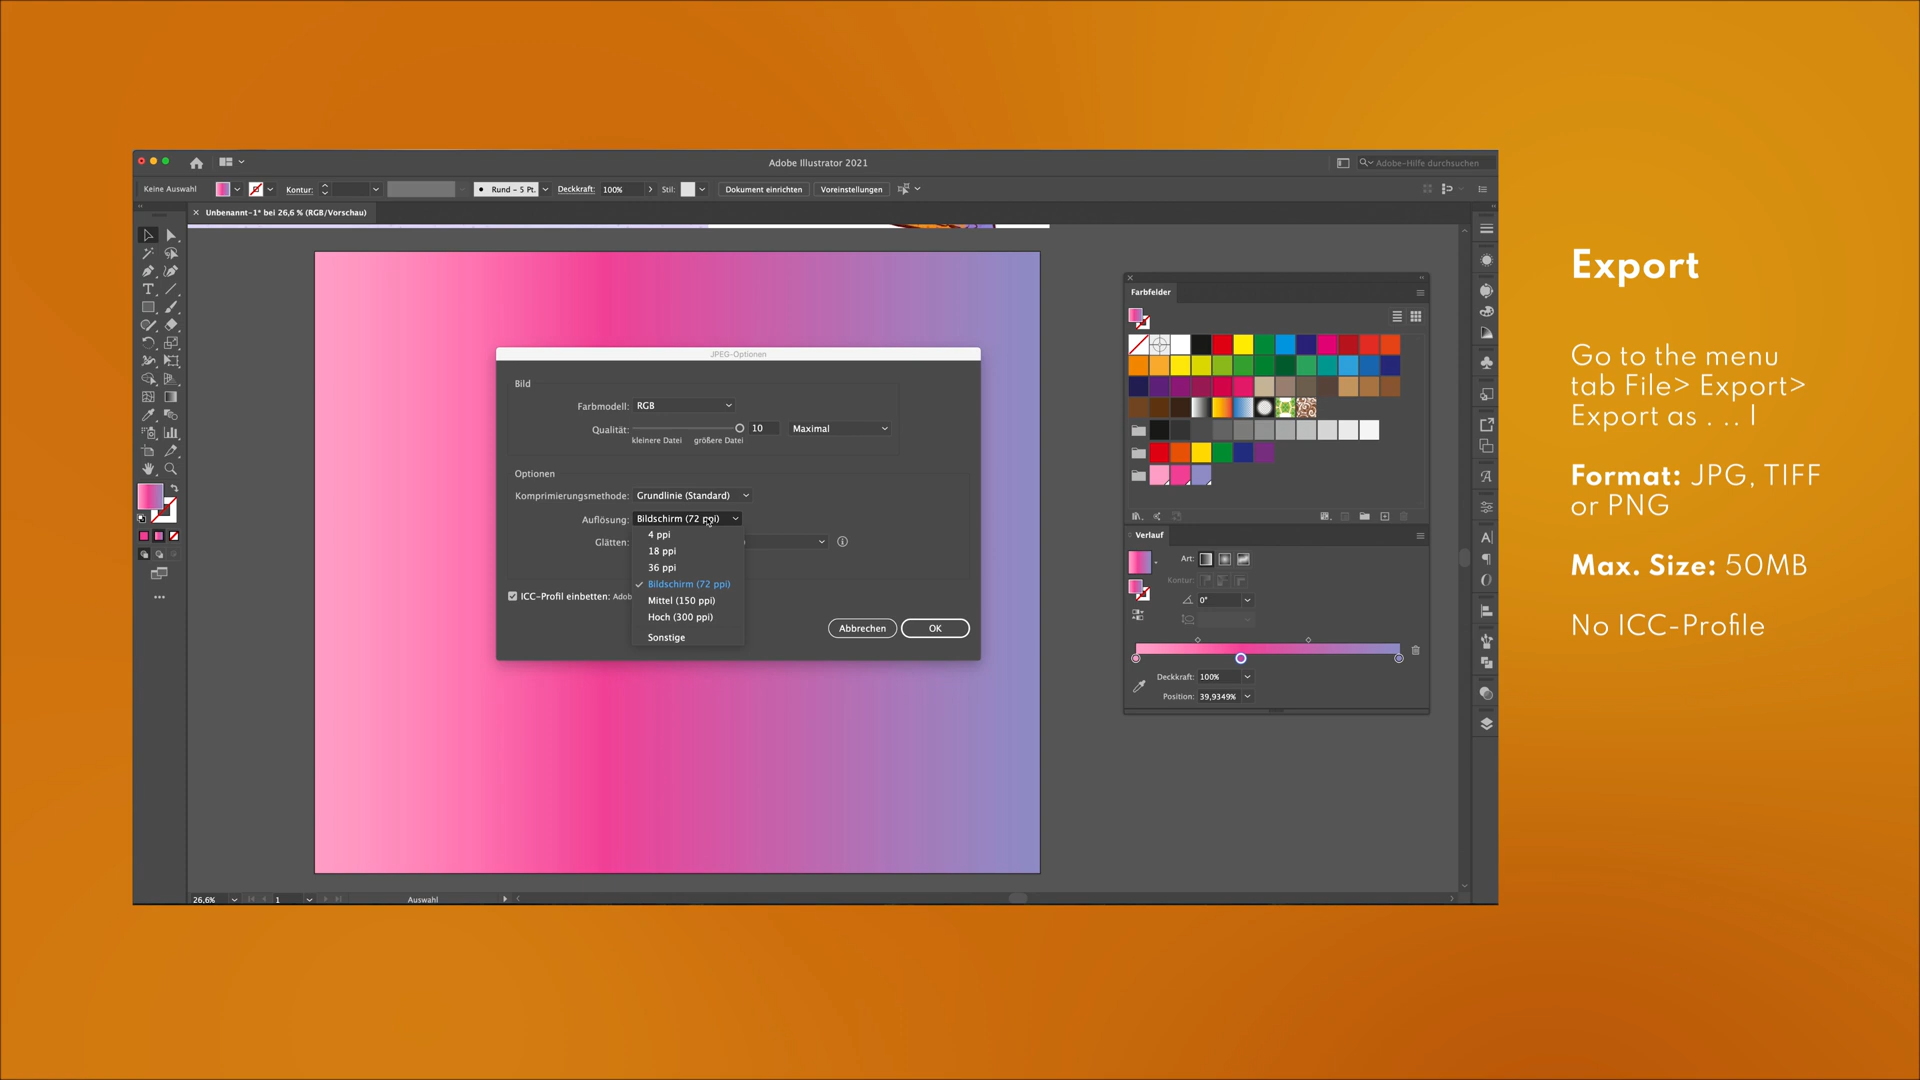 Adobe Illustrator 2021
Adobe-Hilfe durchsuchen
Keine Auswahl
Kontur:
Rund - 5 Pt.
Deckkraft: 100%
Stil:
Dokument einrichten
Voreinstellungen
Unbenannt-1* bei 26,6 % (RGB/Vorschau)
JPEG-Optionen
Bild
Farbmodell: RGB
Qualität: 10 Maximal
kleinere Datei größere Datei
Optionen
Komprimierungsmethode: Grundlinie (Standard)
Auflösung: Bildschirm (72 ppi)
4 ppi
Glätten:
18 ppi
36 ppi
Bildschirm (72 ppi)
ICC-Profil einbetten: Adob
Mittel (150 ppi)
Hoch (300 ppi)
Sonstige
Abbrechen
OK
Farbfelder
Verlauf
Art:
Kontur:
0°
Deckkraft: 100%
Position: 39,9349%
26,6%
1
Auswahl
Export
Go to the menu
tab File> Export>
Export as . .. |
Format: JPG, TIFF
or PNG
Max. Size: 50MB
No ICC-Profile